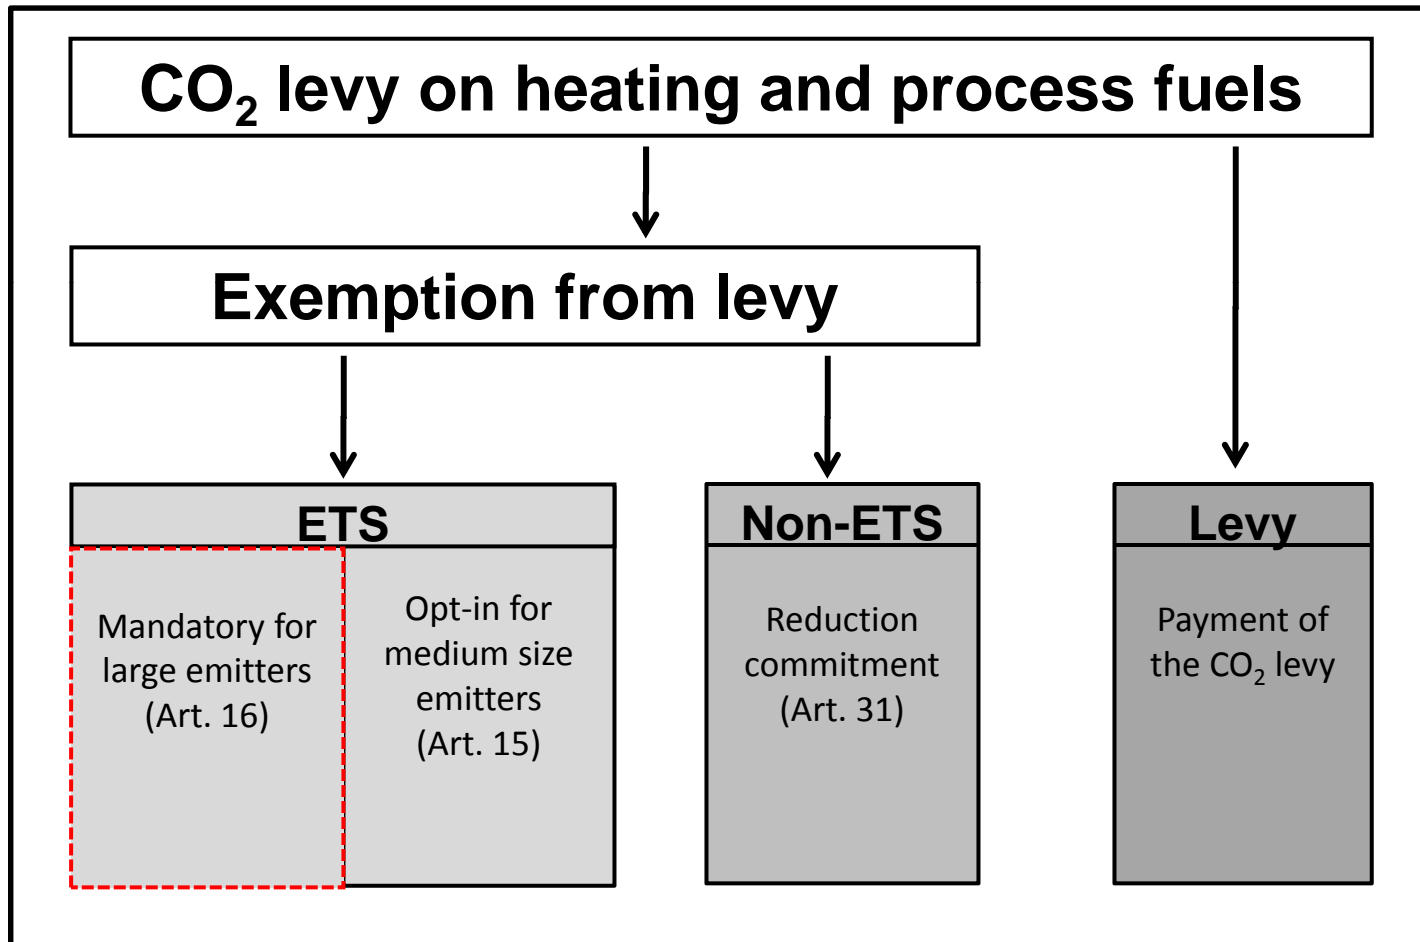 CO₂ levy on heating and process fuels
Exemption from levy
ETS
Mandatory for
large emitters
(Art. 16)
Opt-in for
medium size
emitters
(Art. 15)
Non-ETS
Reduction
commitment
(Art. 31)
Levy
Payment of
the CO₂ levy